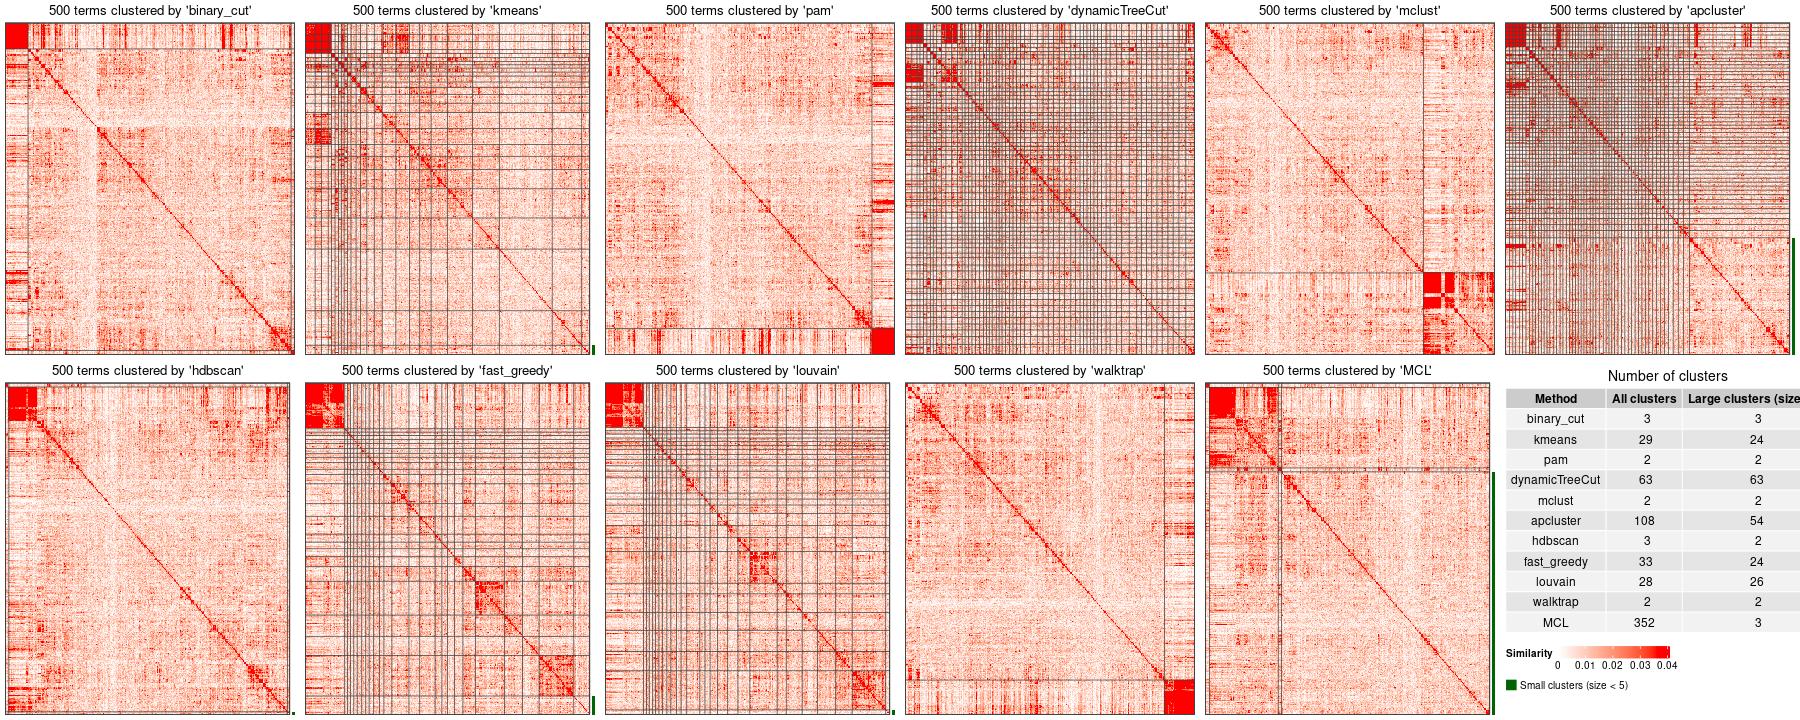 500 terms clustered by 'binary_cut'
500 terms clustered by 'kmeans'
500 terms clustered by 'pam'
500 terms clustered by 'dynamicTreeCut'
500 terms clustered by 'mclust'
500 terms clustered by 'apcluster'
500 terms clustered by 'hdbscan'
500 terms clustered by 'fast_greedy'
500 terms clustered by 'louvain'
500 terms clustered by 'walktrap'
500 terms clustered by 'MCL'
Number of clusters
Method All clusters Large clusters (size
binary_cut 3 3
kmeans 29 24
pam 2 2
dynamicTreeCut 63 63
mclust 2 2
apcluster 108 54
hdbscan 3 2
fast_greedy 33 24
louvain 28 26
walktrap 2 2
MCL 352 3
Similarity
0 0.01 0.02 0.03 0.04
Small clusters (size < 5)